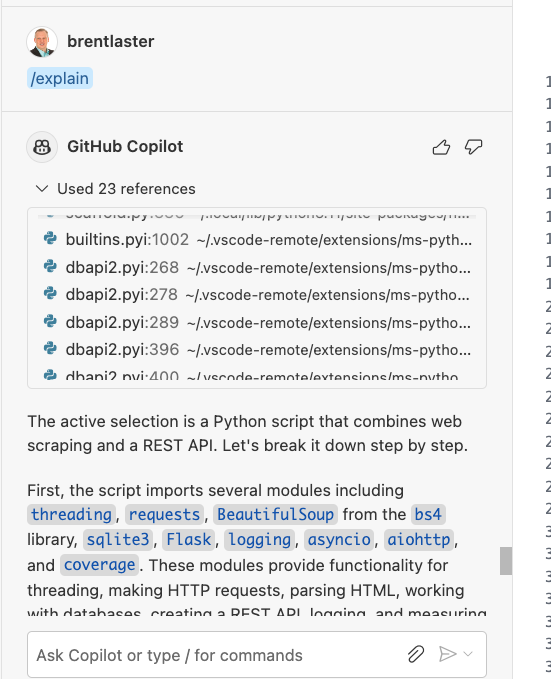 brentlaster
/explain
GitHub Copilot
Used 23 references
builtins.pyi:1002 ~/.vscode-remote/extensions/ms-pyth...
dbapi2.pyi:268 ~/.vscode-remote/extensions/ms-pytho...
dbapi2.pyi:278 ~/.vscode-remote/extensions/ms-pytho...
dbapi2.pyi:289 ~/.vscode-remote/extensions/ms-pytho...
dbapi2.pyi:396 ~/.vscode-remote/extensions/ms-pytho...
dbapi2.pyi:400 ~/.vscode-remote/extensions/ms-pytho
The active selection is a Python script that combines web
scraping and a REST API. Let's break it down step by step.
First, the script imports several modules including
threading, requests, BeautifulSoup from the bs4
library, sqlite3, Flask, logging, asyncio, aiohttp,
and coverage. These modules provide functionality for
threading, making HTTP requests, parsing HTML, working
with databases, creating a REST API, logging, and measuring
Ask Copilot or type / for commands